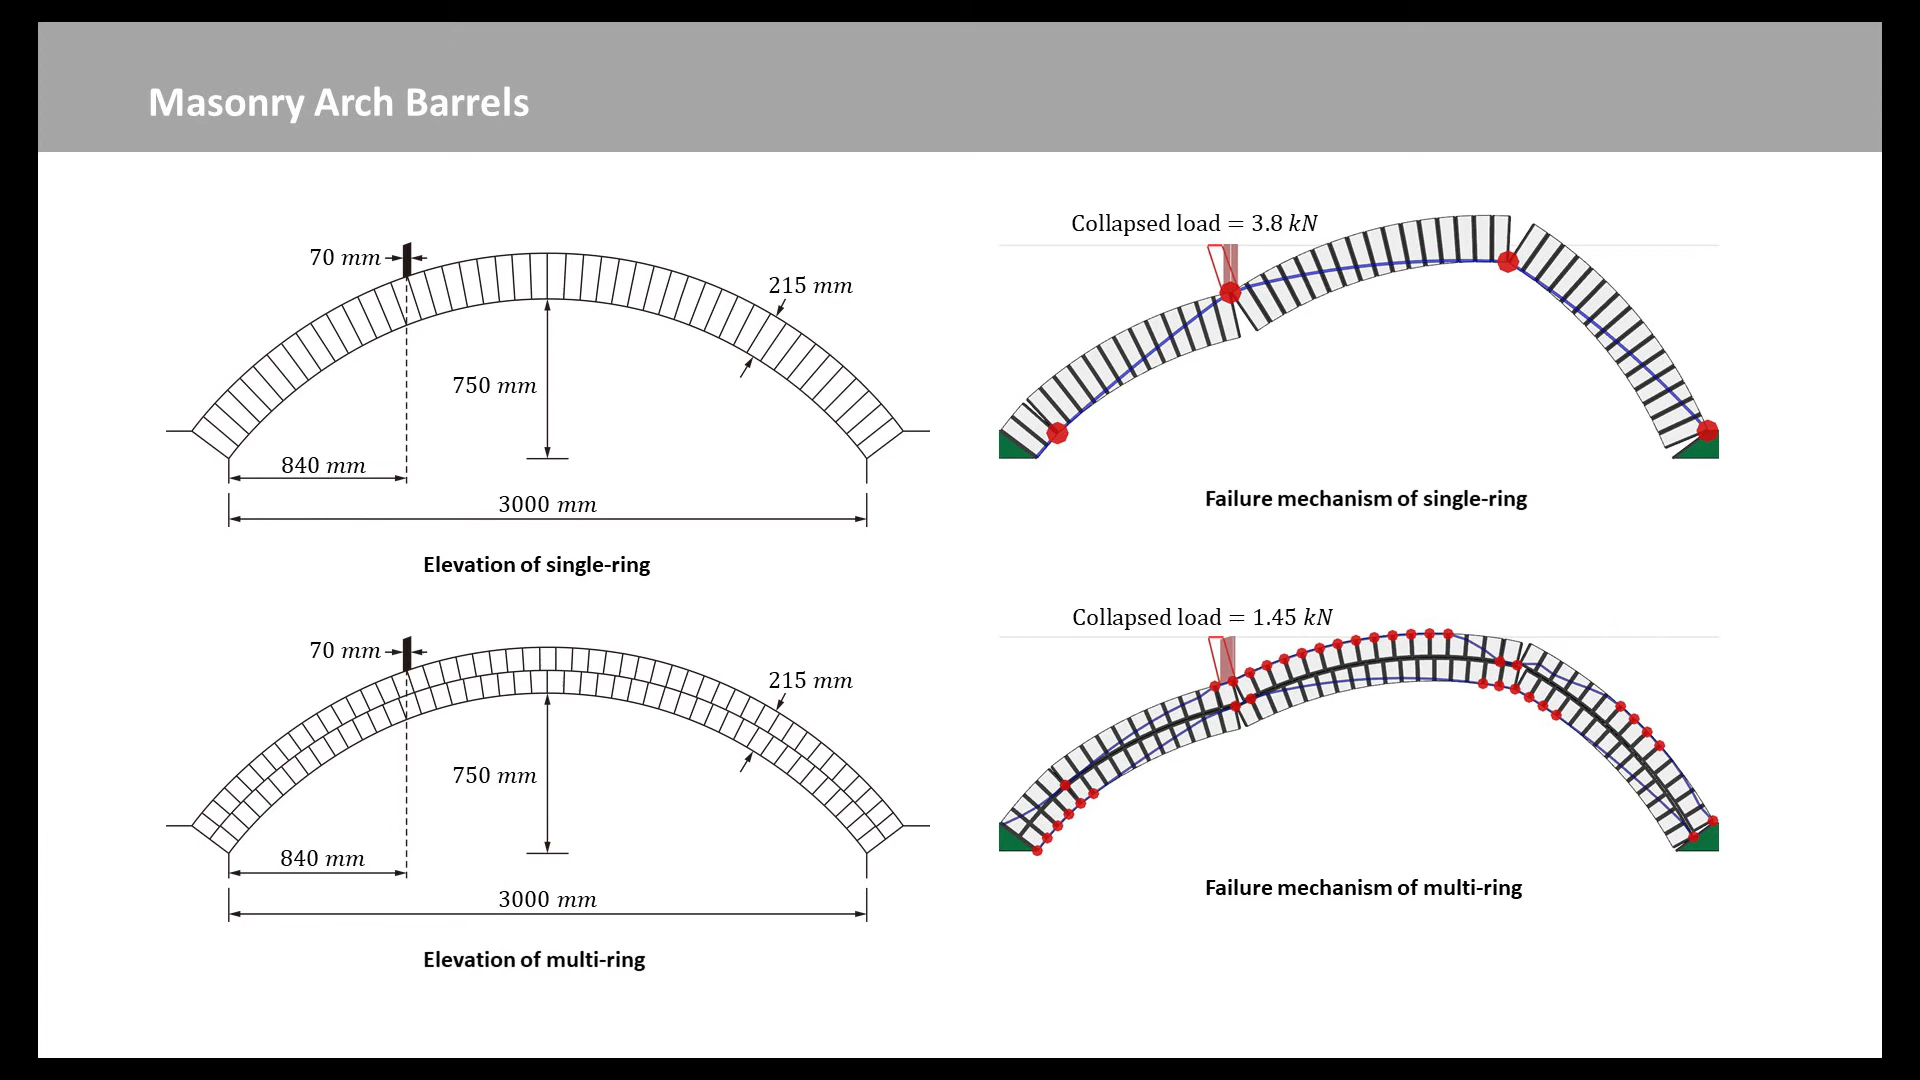 Masonry Arch Barrels
70 mm
215 mm
750 mm
840 mm
3000 mm
Elevation of single-ring
Collapsed load = 3.8 kN
Failure mechanism of single-ring
70 mm
215 mm
750 mm
840 mm
3000 mm
Elevation of multi-ring
Collapsed load = 1.45 kN
Failure mechanism of multi-ring